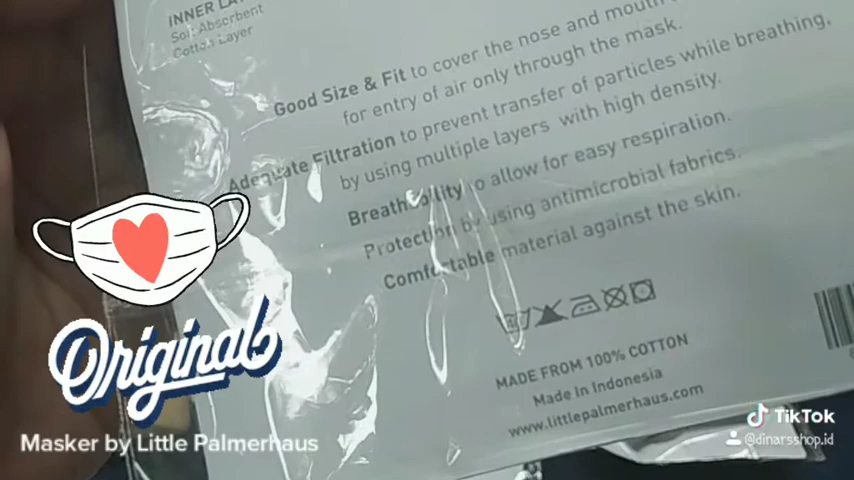 INNER
Soft Absorbent
Cotton Layer
Good Size & Fit to cover the nose and mouth
for entry of air only through the mask.
Adequate Filtration to prevent transfer of particles while breathing,
by using multiple layers with high density.
Breathability to allow for easy respiration.
Protection by using antimicrobial fabrics.
Comfortable material against the skin.
MADE FROM 100% COTTON
Made In Indonesia
www.littlepalmerhaus.com
Original
Masker by Little Palmerhaus
TikTok
@dinarsshop.id